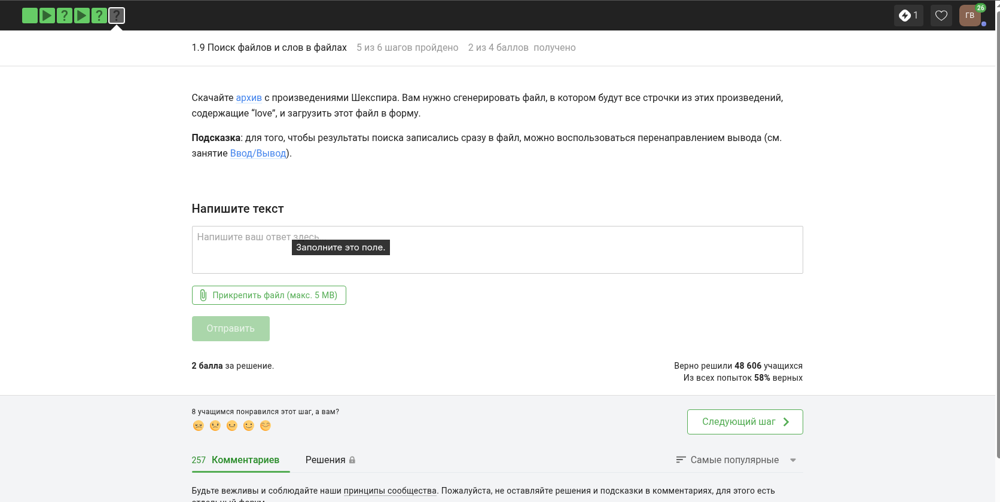 ? ? ?
1
ГВ
26
1.9 Поиск файлов и слов в файлах 5 из 6 шагов пройдено 2 из 4 баллов получено
Скачайте архив с произведениями Шекспира. Вам нужно сгенерировать файл, в котором будут все строчки из этих произведений,
содержащие “love”, и загрузить этот файл в форму.
Подсказка: для того, чтобы результаты поиска записались сразу в файл, можно воспользоваться перенаправлением вывода (см.
занятие Ввод/Вывод).
Напишите текст
Напишите ваш ответ здесь
Заполните это поле.
Прикрепить файл (макс. 5 MB)
Отправить
2 балла за решение.
Верно решили 48 606 учащихся
Из всех попыток 58% верных
8 учащимся понравился этот шаг, а вам?
Следующий шаг
257 Комментариев Решения Самые популярные
Будьте вежливы и соблюдайте наши принципы сообщества. Пожалуйста, не оставляйте решения и подсказки в комментариях, для этого есть
отдельный форум.